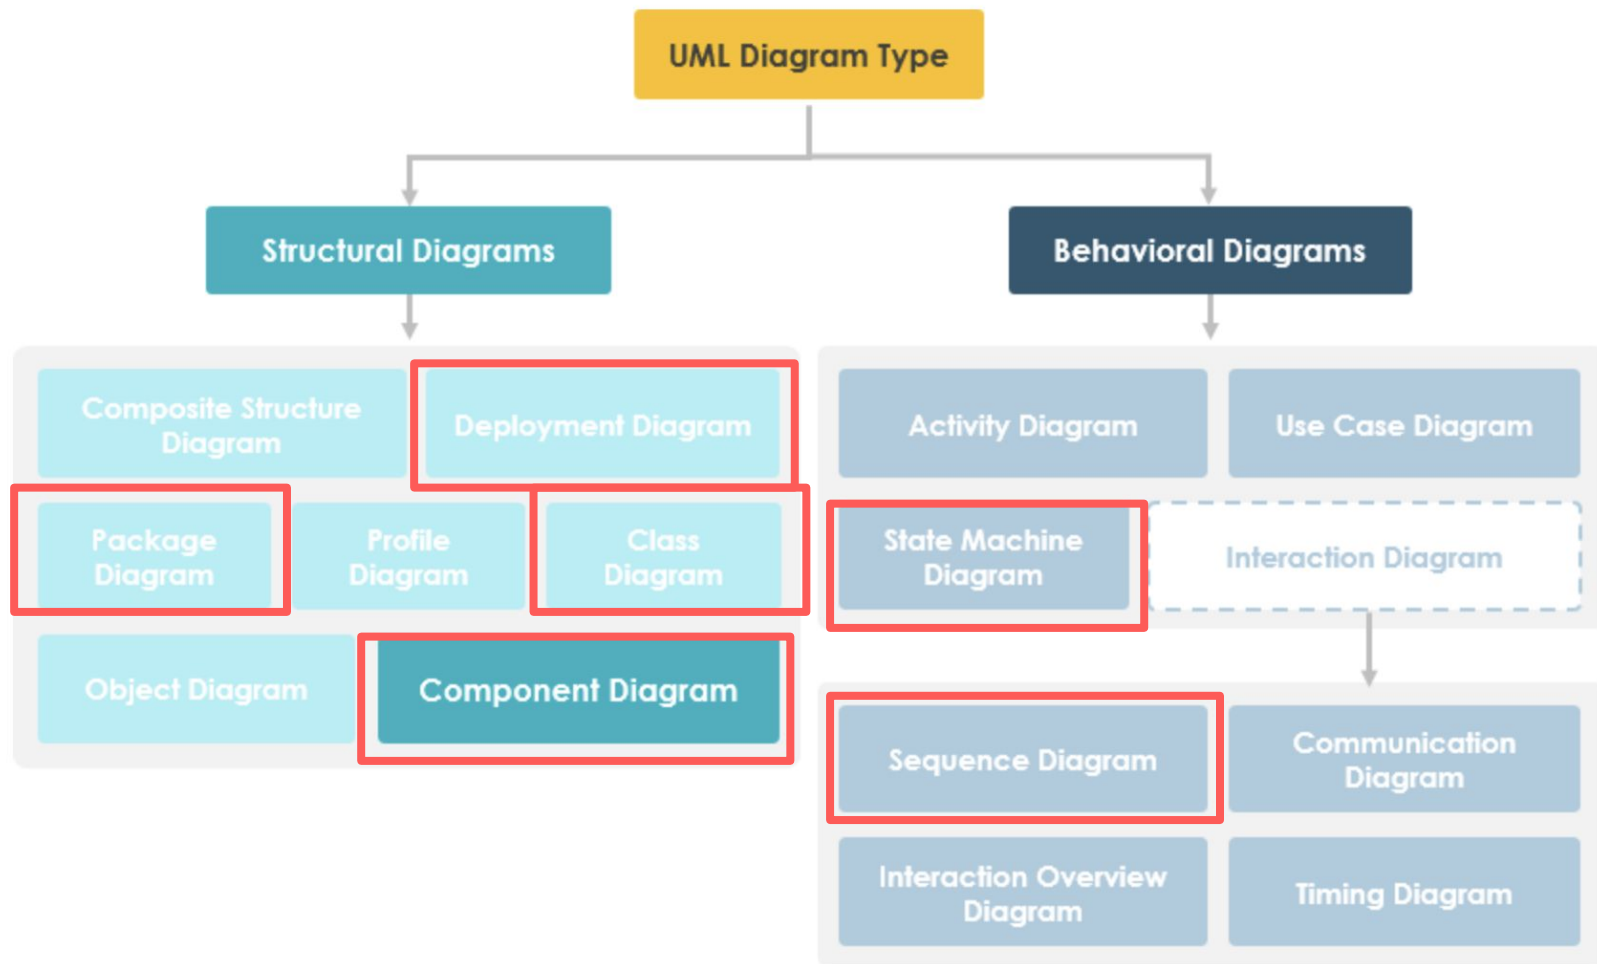 UML Diagram Type
Structural Diagrams
Behavioral Diagrams
Composite Structure
Diagram
Deployment Diagram
Package
Diagram
Profile
Diagram
Class
Diagram
Object Diagram
Component Diagram
Activity Diagram
Use Case Diagram
State Machine
Diagram
Interaction Diagram
Sequence Diagram
Communication
Diagram
Interaction Overview
Diagram
Timing Diagram